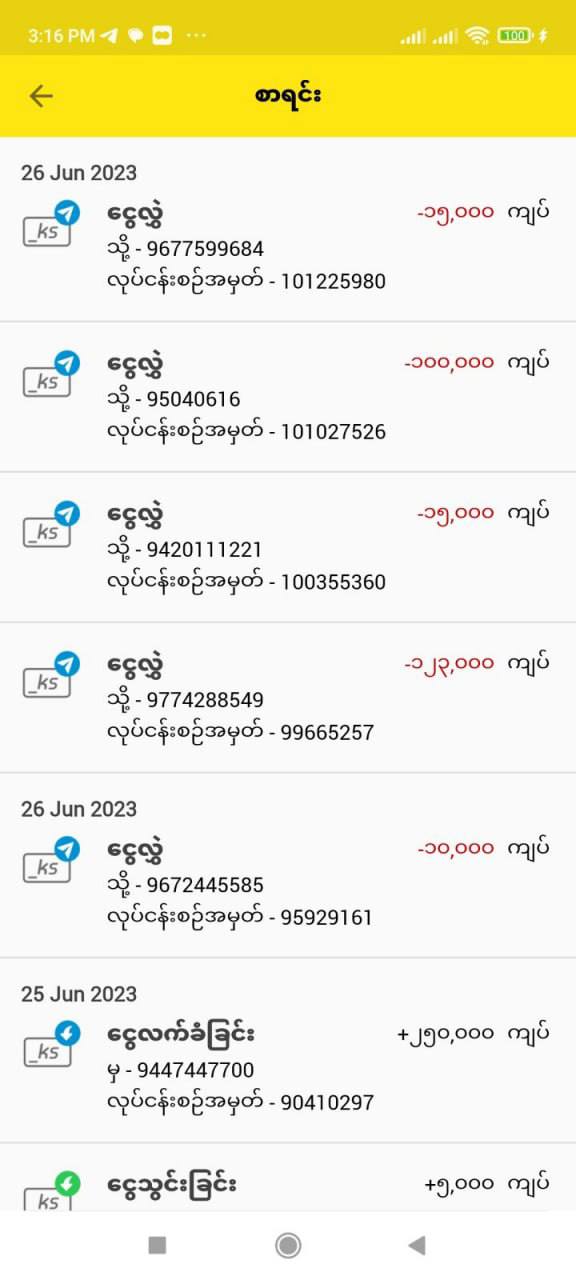 3:16 PM
100
စာရင်း
26 Jun 2023
_ks
ငွေလွှဲ
-၁၅,၀၀၀ ကျပ်
သို့ - 9677599684
လုပ်ငန်းစဉ်အမှတ် - 101225980
_ks
ငွေလွှဲ
-၁၀၀,၀၀၀ ကျပ်
သို့ - 95040616
လုပ်ငန်းစဉ်အမှတ် - 101027526
_ks
ငွေလွှဲ
-၁၅,၀၀၀ ကျပ်
သို့ - 9420111221
လုပ်ငန်းစဉ်အမှတ် - 100355360
_ks
ငွေလွှဲ
-၁၂၃,၀၀၀ ကျပ်
သို့ - 9774288549
လုပ်ငန်းစဉ်အမှတ် - 99665257
26 Jun 2023
_ks
ငွေလွှဲ
-၁၀,၀၀၀ ကျပ်
သို့ - 9672445585
လုပ်ငန်းစဉ်အမှတ် - 95929161
25 Jun 2023
_ks
ငွေလက်ခံခြင်း
+၂၅၀,၀၀၀ ကျပ်
မှ - 9447447700
လုပ်ငန်းစဉ်အမှတ် - 90410297
ks
ငွေသွင်းခြင်း
+၅,၀၀၀ ကျပ်